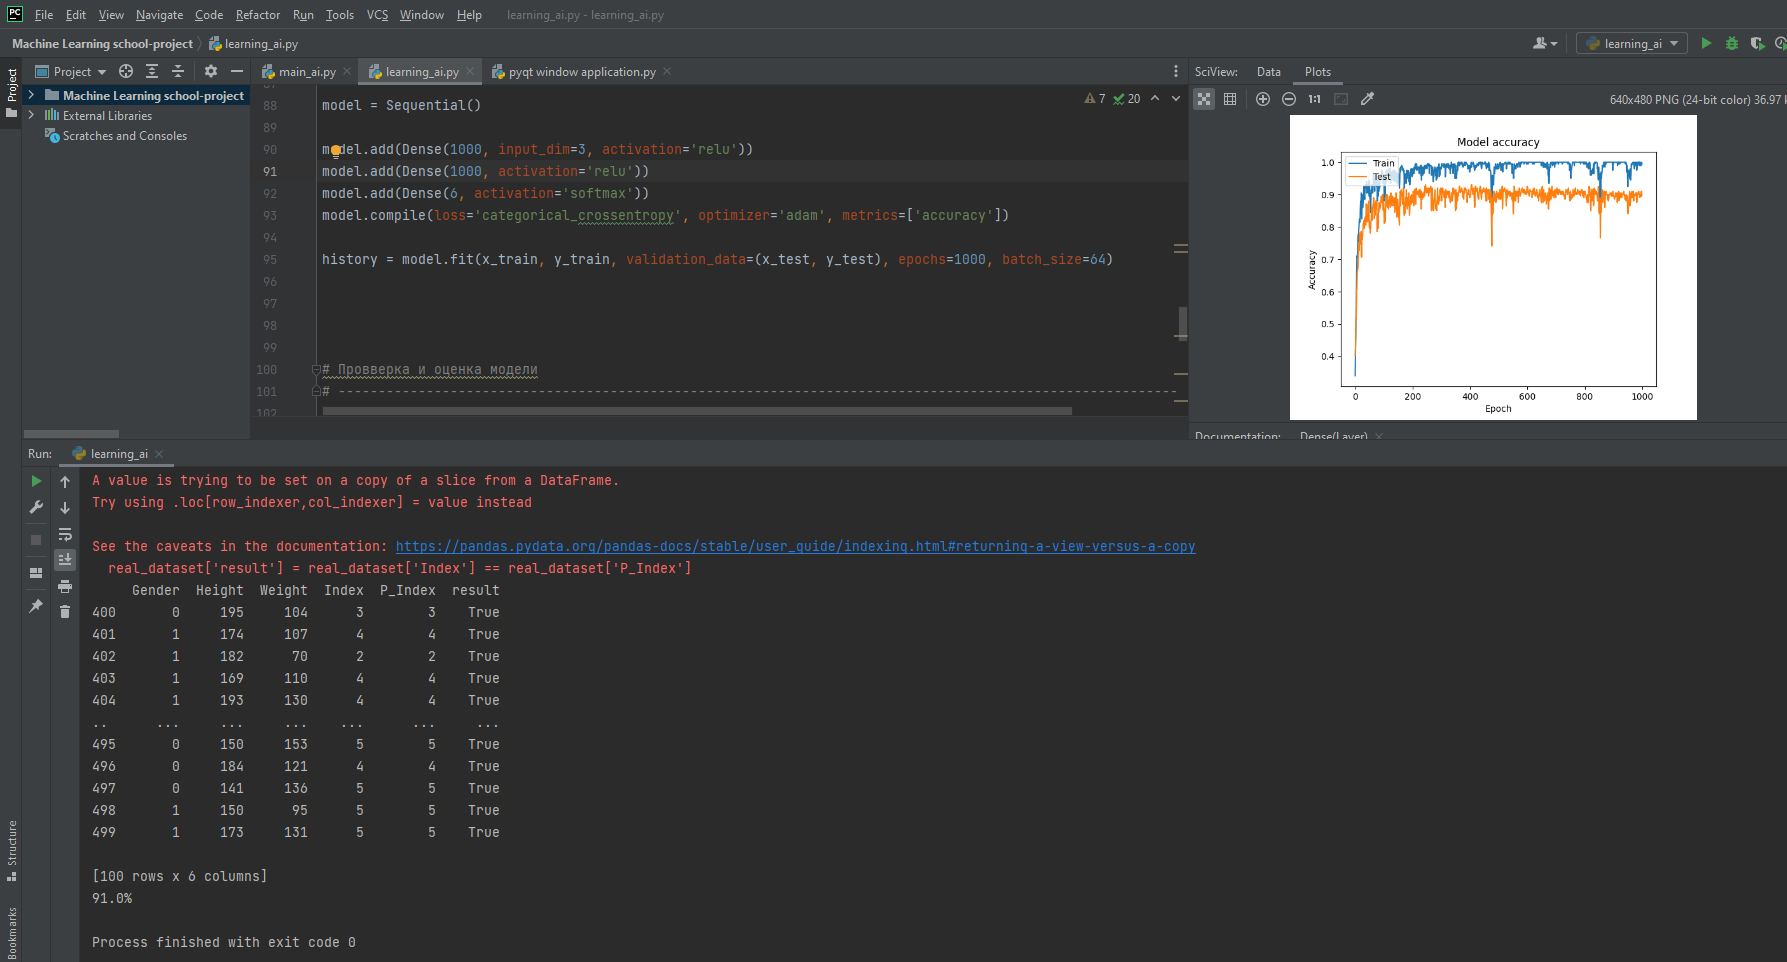 PC File Edit View Navigate Code Refactor Run Tools VCS Window Help learning_ai.py - learning_ai.py
Machine Learning school-project learning_ai.py learning_ai
Project Project main_ai.py learning_ai.py pyqt window application.py SciView: Data Plots
Machine Learning school-project
External Libraries
Scratches and Consoles
7 20
1:1 640x480 PNG (24-bit color) 36.97
88 model = Sequential()
89
90 model.add(Dense(1000, input_dim=3, activation='relu'))
91 model.add(Dense(1000, activation='relu'))
92 model.add(Dense(6, activation='softmax'))
93 model.compile(loss='categorical_crossentropy', optimizer='adam', metrics=['accuracy'])
94
95 history = model.fit(x_train, y_train, validation_data=(x_test, y_test), epochs=1000, batch_size=64)
96
97
98
99
100 # Провверка и оценка модели
101 # ----------------------------------------------------------------------------------------------------------
102
Model accuracy
Train
Test
1.0
0.9
0.8
0.7
0.6
0.5
0.4
Accuracy
0 200 400 600 800 1000
Epoch
Documentation: Dense(Layer)
Run: learning_ai
A value is trying to be set on a copy of a slice from a DataFrame.
Try using .loc[row_indexer,col_indexer] = value instead
See the caveats in the documentation: https://pandas.pydata.org/pandas-docs/stable/user_guide/indexing.html#returning-a-view-versus-a-copy
real_dataset['result'] = real_dataset['Index'] == real_dataset['P_Index']
Gender Height Weight Index P_Index result
400 0 195 104 3 3 True
401 1 174 107 4 4 True
402 1 182 70 2 2 True
403 1 169 110 4 4 True
404 1 193 130 4 4 True
.. ... ... ... ... ... ...
495 0 150 153 5 5 True
496 0 184 121 4 4 True
497 0 141 136 5 5 True
498 1 150 95 5 5 True
499 1 173 131 5 5 True
[100 rows x 6 columns]
91.0%
Process finished with exit code 0
Structure
Bookmarks